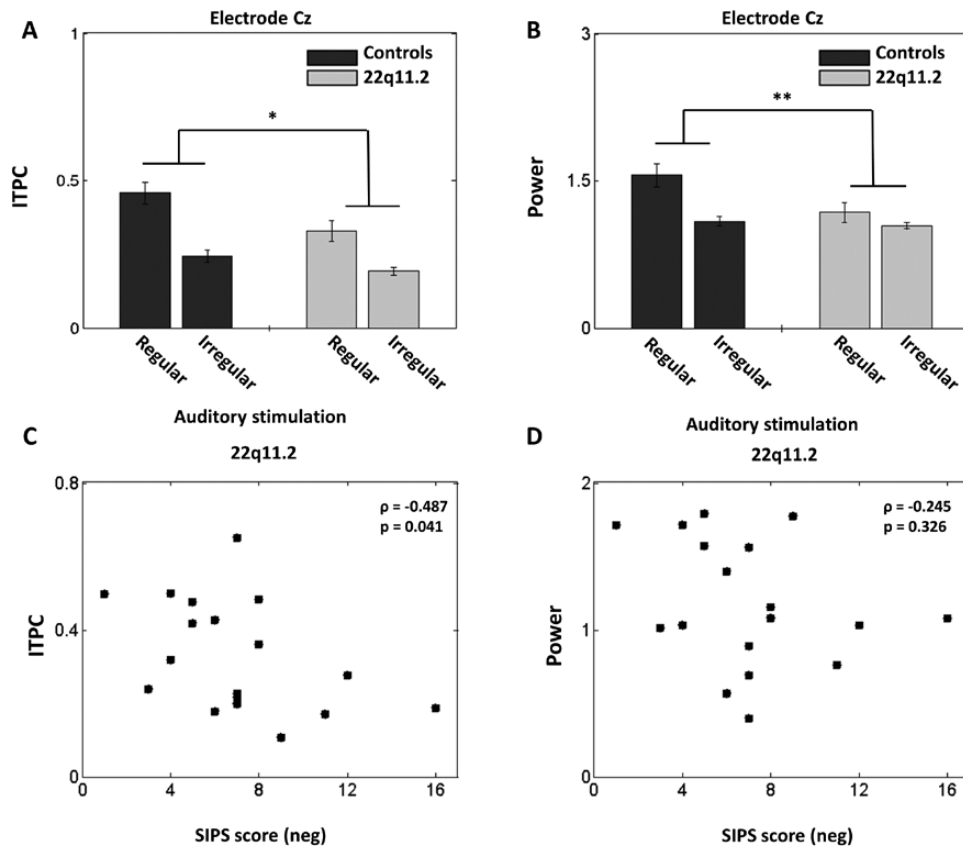 A
Electrode Cz
1
0.5
0
ITPC
Controls
22q11.2
*
Regular
Irregular
Regular
Irregular
Auditory stimulation
B
Electrode Cz
3
1.5
0
Power
Controls
22q11.2
**
Regular
Irregular
Regular
Irregular
Auditory stimulation
C
22q11.2
0.8
0.4
0
ITPC
ρ = -0.487
p = 0.041
0 4 8 12 16
SIPS score (neg)
D
22q11.2
2
1
0
Power
ρ = -0.245
p = 0.326
0 4 8 12 16
SIPS score (neg)